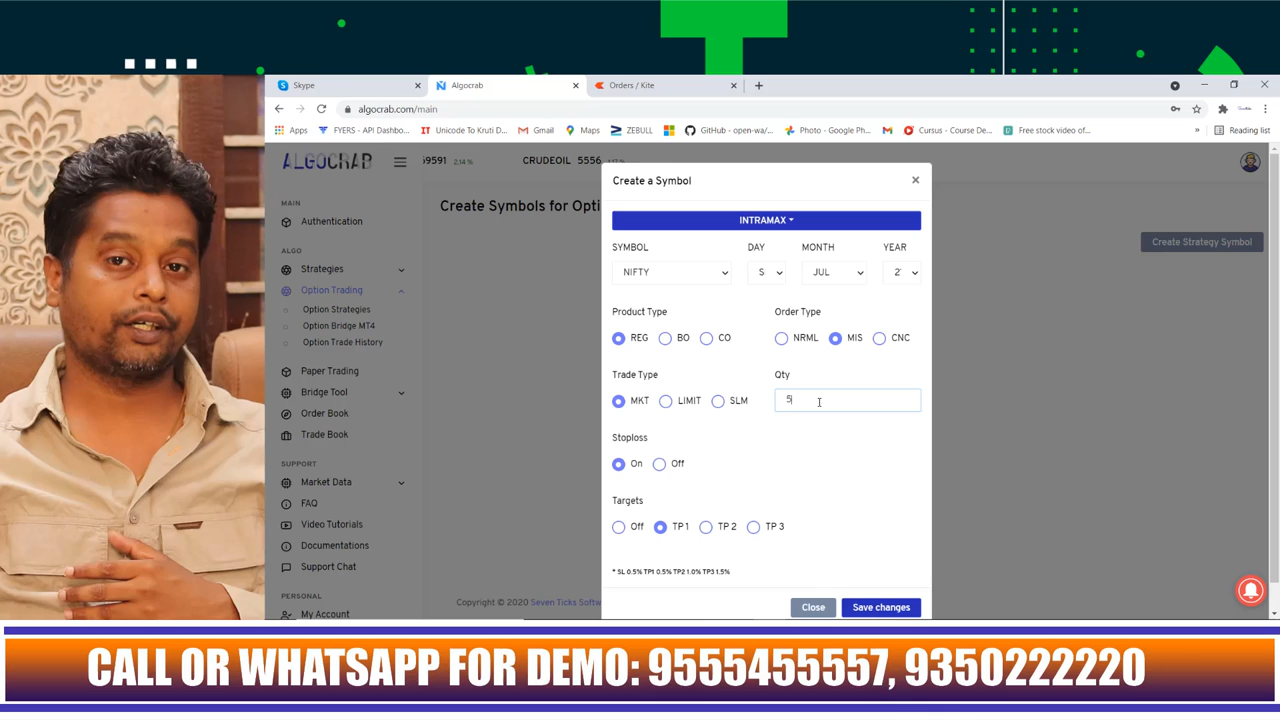 Skype
Algocrab
Orders / Kite
algocrab.com/main
Apps
FYERS - API Dashbo...
Unicode To Kruti D...
Gmail
Maps
ZEBULL
GitHub - open-wa/...
Photo - Google Ph...
Cursus - Course De...
Free stock video of...
Reading list
ALGOCRAB
59591 2.14 %
CRUDEOIL 5556
MAIN
Authentication
ALGO
Strategies
Option Trading
Option Strategies
Option Bridge MT4
Option Trade History
Paper Trading
Bridge Tool
Order Book
Trade Book
SUPPORT
Market Data
FAQ
Video Tutorials
Documentations
Support Chat
PERSONAL
My Account
Create Symbols for Opti
Create Strategy Symbol
Create a Symbol
INTRAMAX
SYMBOL DAY MONTH YEAR
NIFTY S JUL 2
Product Type Order Type
REG BO CO NRML MIS CNC
Trade Type Qty
MKT LIMIT SLM 5
Stoploss
On Off
Targets
Off TP 1 TP 2 TP 3
* SL 0.5% TP1 0.5% TP2 1.0% TP3 1.5%
Close Save changes
Copyright © 2020 Seven Ticks Softw
CALL OR WHATSAPP FOR DEMO: 9555455557, 9350222220